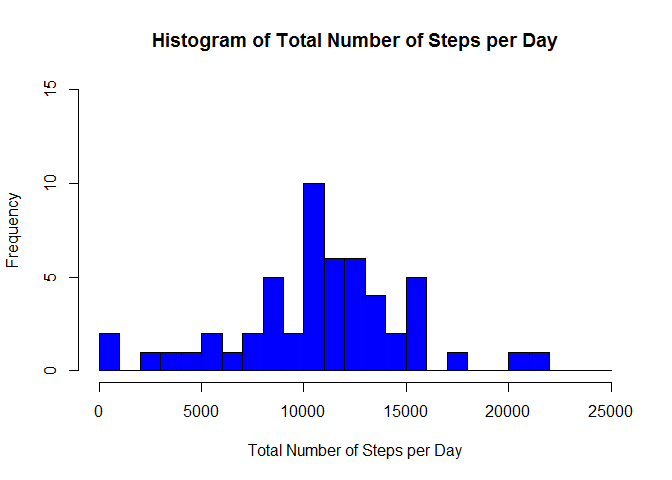 Histogram of Total Number of Steps per Day
Frequency
15
10
5
0
0 5000 10000 15000 20000 25000
Total Number of Steps per Day